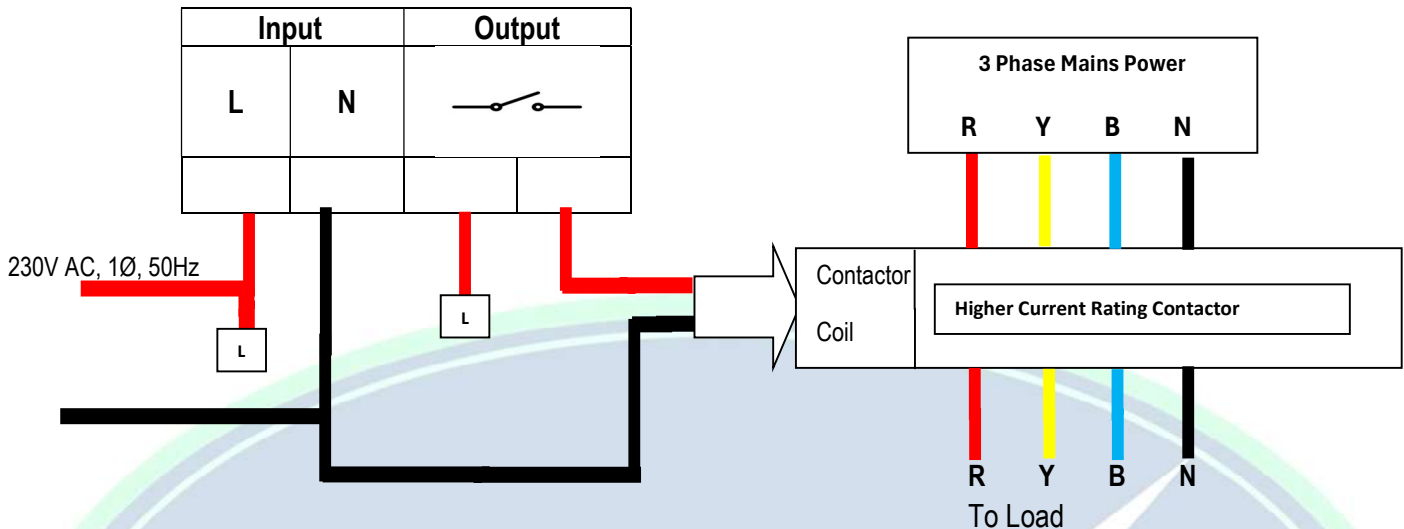 Input Output
L N
230V AC, 1Ø, 50Hz
L
L
3 Phase Mains Power
R Y B N
Contactor
Coil
Higher Current Rating Contactor
R Y B N
To Load